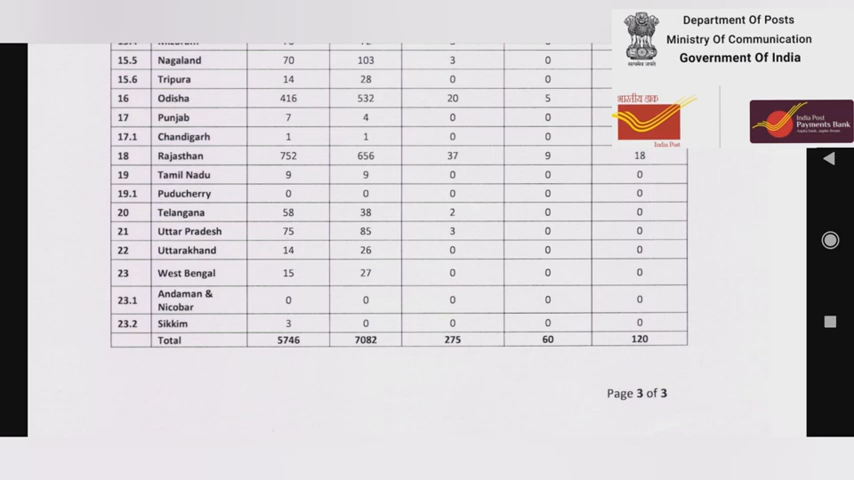 Department Of Posts
Ministry Of Communication
Government Of India
भारतीय डाक
India Post
India Post
Payments Bank
15.5 Nagaland 70 103 3 0
15.6 Tripura 14 28 0 0
16 Odisha 416 532 20 5
17 Punjab 7 4 0 0
17.1 Chandigarh 1 1 0 0
18 Rajasthan 752 656 37 9 18
19 Tamil Nadu 9 9 0 0 0
19.1 Puducherry 0 0 0 0 0
20 Telangana 58 38 2 0 0
21 Uttar Pradesh 75 85 3 0 0
22 Uttarakhand 14 26 0 0 0
23 West Bengal 15 27 0 0 0
23.1 Andaman & Nicobar 0 0 0 0 0
23.2 Sikkim 3 0 0 0 0
Total 5746 7082 275 60 120
Page 3 of 3